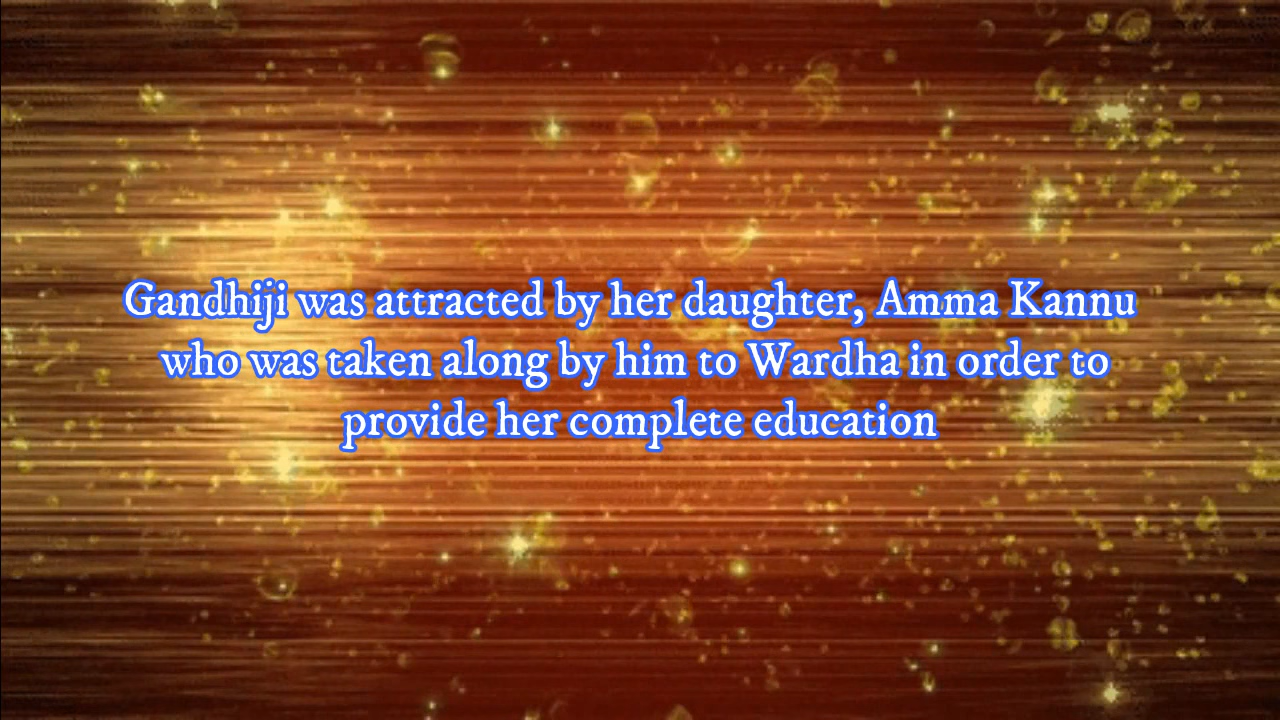 Gandhiji was attracted by her daughter, Amma Kannu
who was taken along by him to Wardha in order to
provide her complete education